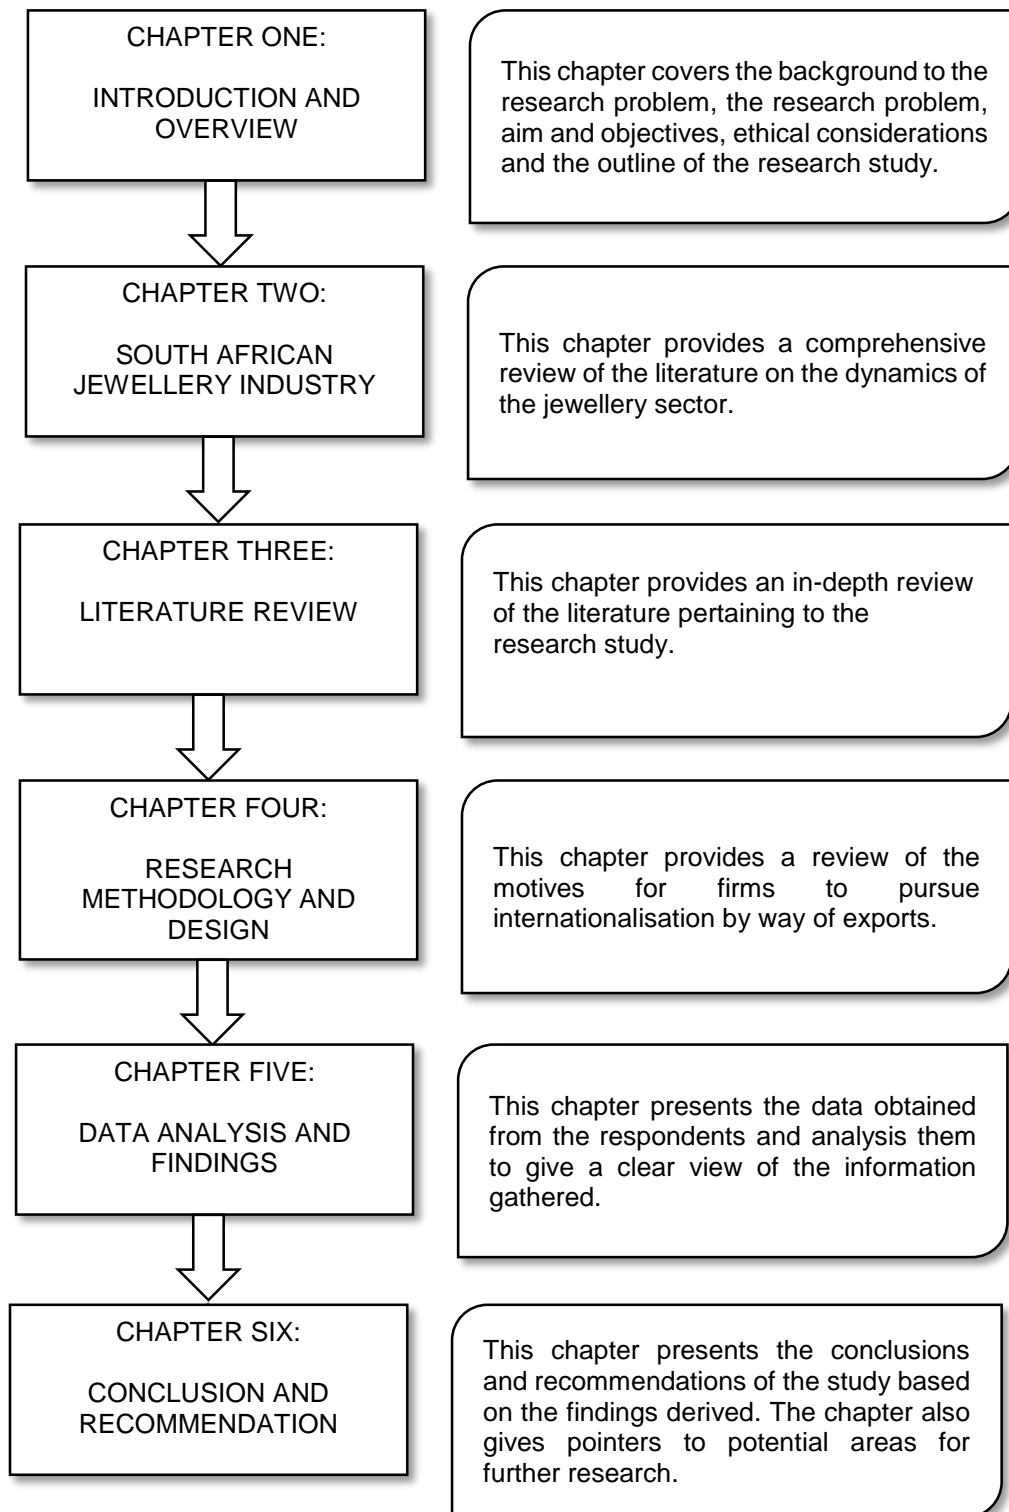 CHAPTER ONE:
INTRODUCTION AND
OVERVIEW
This chapter covers the background to the
research problem, the research problem,
aim and objectives, ethical considerations
and the outline of the research study.
CHAPTER TWO:
SOUTH AFRICAN
JEWELLERY INDUSTRY
This chapter provides a comprehensive
review of the literature on the dynamics of
the jewellery sector.
CHAPTER THREE:
LITERATURE REVIEW
This chapter provides an in-depth review
of the literature pertaining to the
research study.
CHAPTER FOUR:
RESEARCH
METHODOLOGY AND
DESIGN
This chapter provides a review of the
motives for firms to pursue
internationalisation by way of exports.
CHAPTER FIVE:
DATA ANALYSIS AND
FINDINGS
This chapter presents the data obtained
from the respondents and analysis them
to give a clear view of the information
gathered.
CHAPTER SIX:
CONCLUSION AND
RECOMMENDATION
This chapter presents the conclusions
and recommendations of the study based
on the findings derived. The chapter also
gives pointers to potential areas for
further research.